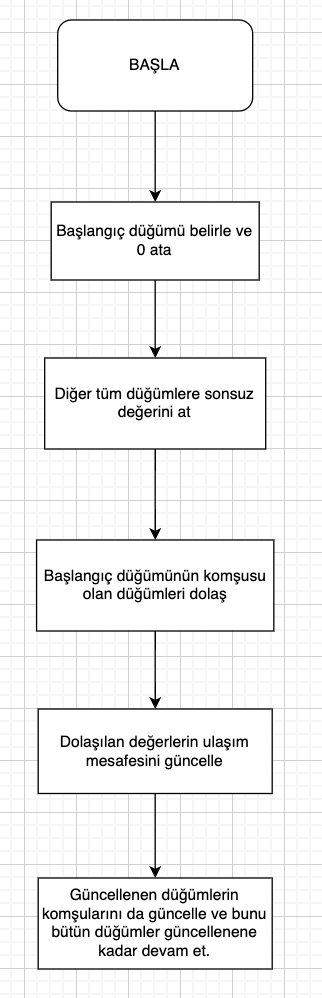 BAŞLA
Başlangıç düğümü belirle ve
0 ata
Diğer tüm düğümlere sonsuz
değerini at
Başlangıç düğümünün komşusu
olan düğümleri dolaş
Dolaşılan değerlerin ulaşım
mesafesini güncelle
Güncellenen düğümlerin
komşularını da güncelle ve bunu
bütün düğümler güncellenene
kadar devam et.